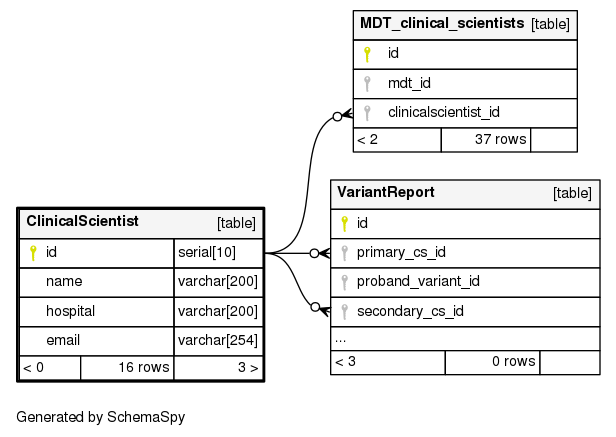 MDT_clinical_scientists [table]
id
mdt_id
clinicalscientist_id
< 2 37 rows
VariantReport [table]
id
primary_cs_id
proband_variant_id
secondary_cs_id
...
< 3 0 rows
ClinicalScientist [table]
id serial[10]
name varchar[200]
hospital varchar[200]
email varchar[254]
< 0 16 rows 3 >
Generated by SchemaSpy